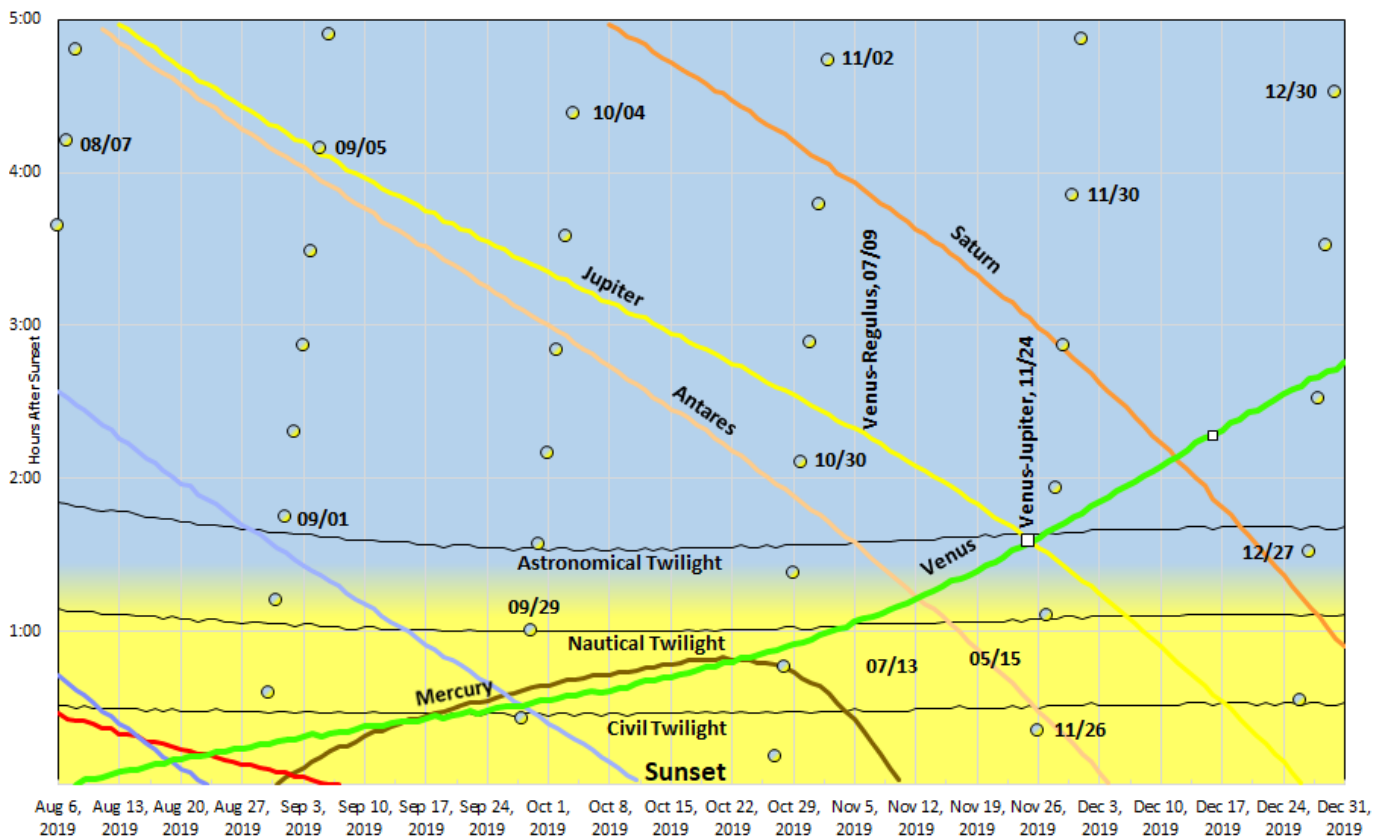 5:00
11/02
12/30
10/04
08/07
09/05
4:00
11/30
Venus-Regulus, 07/09
Saturn
Jupiter
3:00
Venus-Jupiter, 11/24
Hours After Sunset
Antares
10/30
2:00
09/01
Astronomical Twilight
Venus
12/27
09/29
1:00
Nautical Twilight
07/13
05/15
Mercury
Civil Twilight
11/26
Sunset
Aug 6, 2019
Aug 13, 2019
Aug 20, 2019
Aug 27, 2019
Sep 3, 2019
Sep 10, 2019
Sep 17, 2019
Sep 24, 2019
Oct 1, 2019
Oct 8, 2019
Oct 15, 2019
Oct 22, 2019
Oct 29, 2019
Nov 5, 2019
Nov 12, 2019
Nov 19, 2019
Nov 26, 2019
Dec 3, 2019
Dec 10, 2019
Dec 17, 2019
Dec 24, 2019
Dec 31, 2019